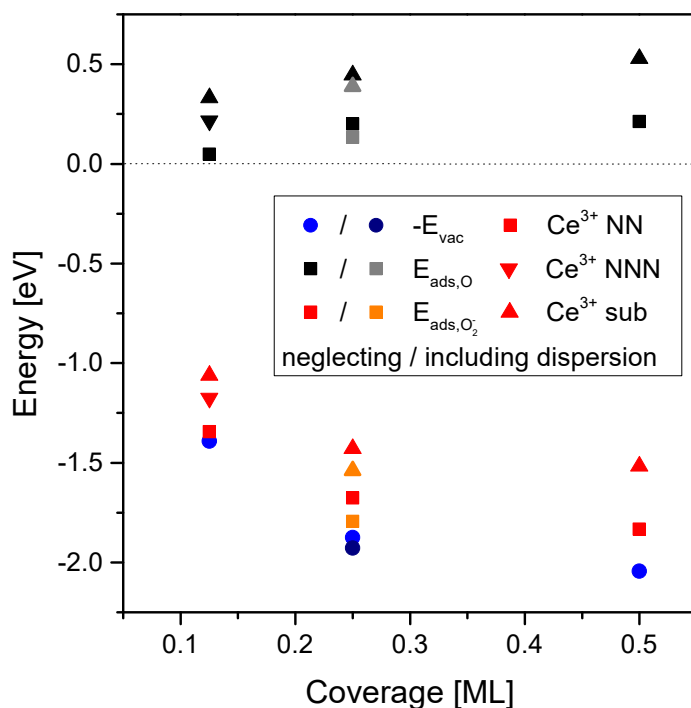 0.5
0.0
-0.5
-1.0
-1.5
-2.0
Energy [eV]
/ -E_vac Ce³⁺ NN
/ E_ads,O Ce³⁺ NNN
/ E_ads,O₂⁻ Ce³⁺ sub
neglecting / including dispersion
0.1 0.2 0.3 0.4 0.5
Coverage [ML]